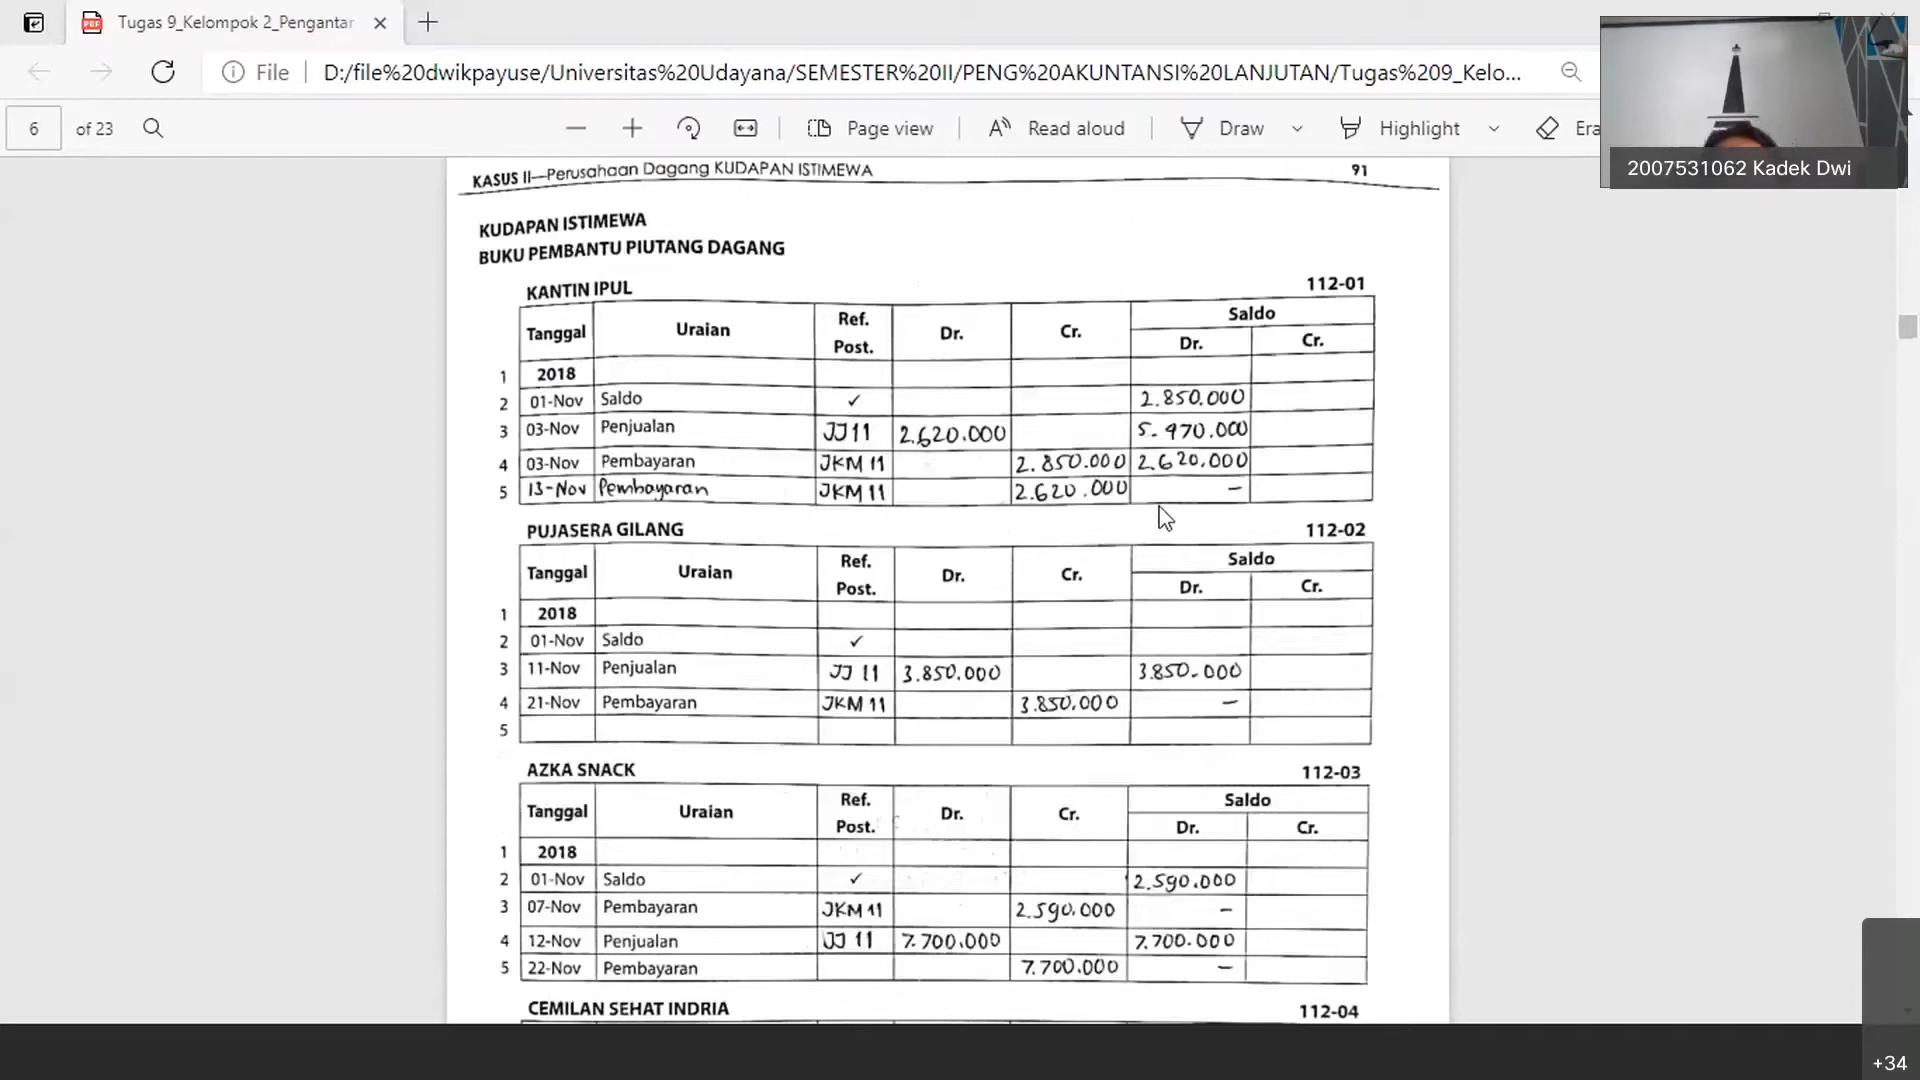 Tugas 9_Kelompok 2_Pengantar
File D:/file%20dwikpayuse/Universitas%20Udayana/SEMESTER%20II/PENG%20AKUNTANSI%20LANJUTAN/Tugas%209_Kelo...
6 of 23 Page view Read aloud Draw Highlight Era
2007531062 Kadek Dwi
KASUS II—Perusahaan Dagang KUDAPAN ISTIMEWA 91
KUDAPAN ISTIMEWA
BUKU PEMBANTU PIUTANG DAGANG
KANTIN IPUL 112-01
Tanggal Uraian Ref. Post. Dr. Cr. Saldo
Dr. Cr.
1 2018
2 01-Nov Saldo ✓ 2.850.000
3 03-Nov Penjualan JJ11 2.620.000 5.970.000
4 03-Nov Pembayaran JKM 11 2.850.000 2.620.000
5 13-Nov Pembayaran JKM 11 2.620.000 –
PUJASERA GILANG 112-02
Tanggal Uraian Ref. Post. Dr. Cr. Saldo
Dr. Cr.
1 2018
2 01-Nov Saldo ✓
3 11-Nov Penjualan JJ 11 3.850.000 3.850.000
4 21-Nov Pembayaran JKM 11 3.850.000 –
5
AZKA SNACK 112-03
Tanggal Uraian Ref. Post. Dr. Cr. Saldo
Dr. Cr.
1 2018
2 01-Nov Saldo ✓ 2.590.000
3 07-Nov Pembayaran JKM 11 2.590.000 –
4 12-Nov Penjualan JJ 11 7.700.000 7.700.000
5 22-Nov Pembayaran 7.700.000 –
CEMILAN SEHAT INDRIA 112-04
+34